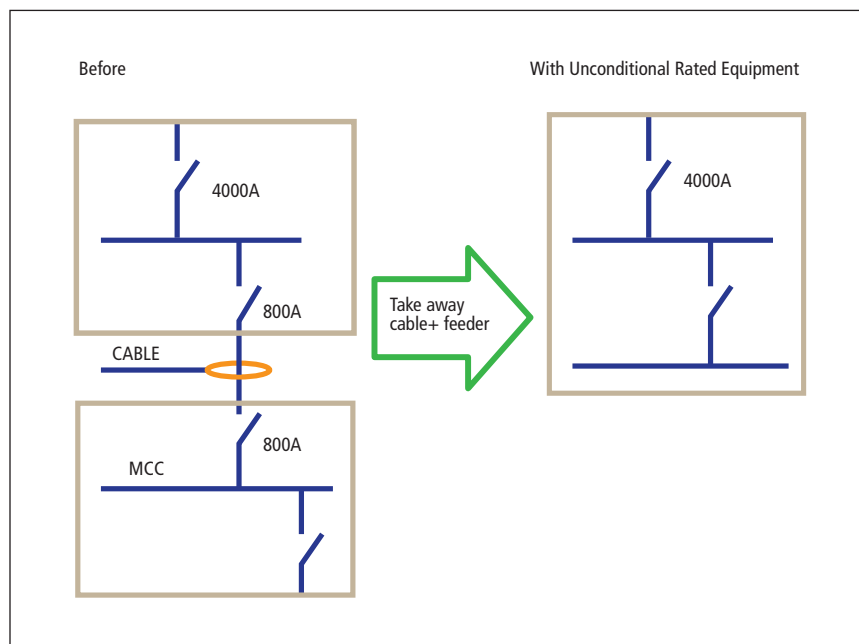 Before
With Unconditional Rated Equipment
4000A
800A
CABLE
800A
MCC
Take away
cable+ feeder
4000A